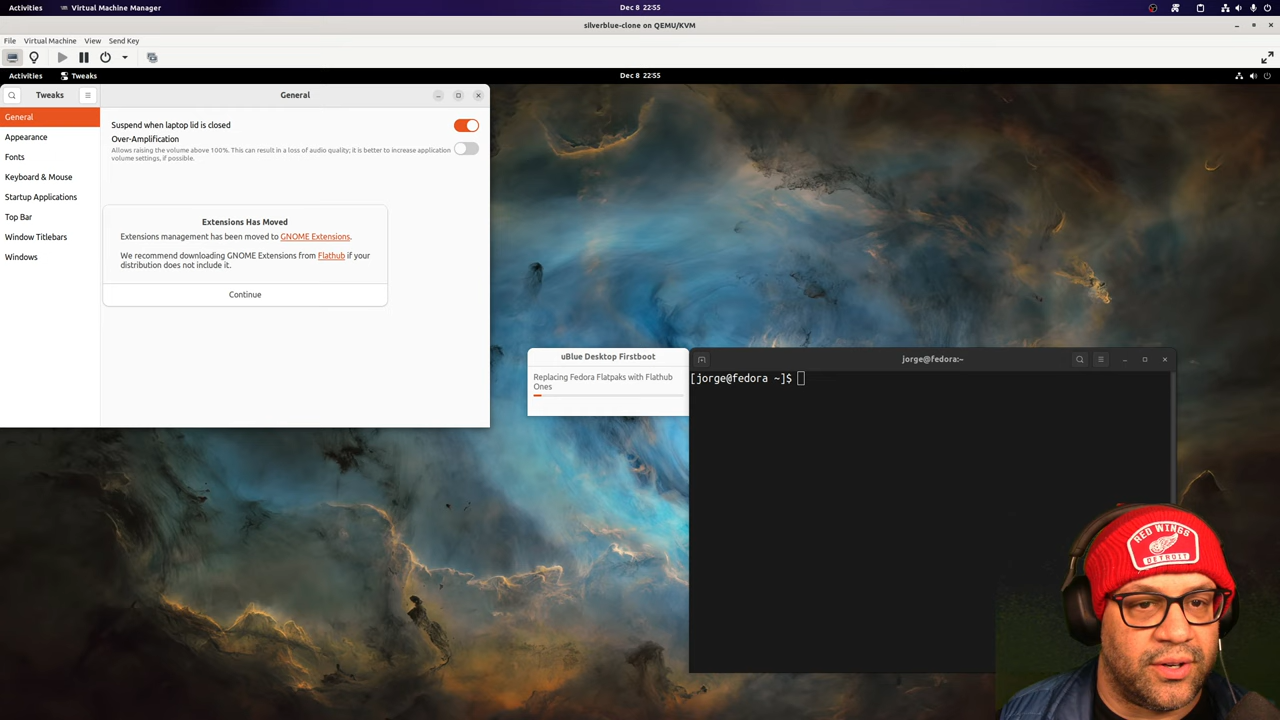 Activities
Virtual Machine Manager
Dec 8 22:55
silverblue-clone on QEMU/KVM
File Virtual Machine View Send Key
Activities
Tweaks
Dec 8 22:55
Tweaks
General
General
Appearance
Fonts
Keyboard & Mouse
Startup Applications
Top Bar
Window Titlebars
Windows
Suspend when laptop lid is closed
Over-Amplification
Allows raising the volume above 100%. This can result in a loss of audio quality; it is better to increase application
volume settings, if possible.
Extensions Has Moved
Extensions management has been moved to GNOME Extensions.
We recommend downloading GNOME Extensions from Flathub if your
distribution does not include it.
Continue
uBlue Desktop Firstboot
Replacing Fedora Flatpaks with Flathub
Ones
jorge@fedora:~
[jorge@fedora ~]$
RED WINGS
DETROIT